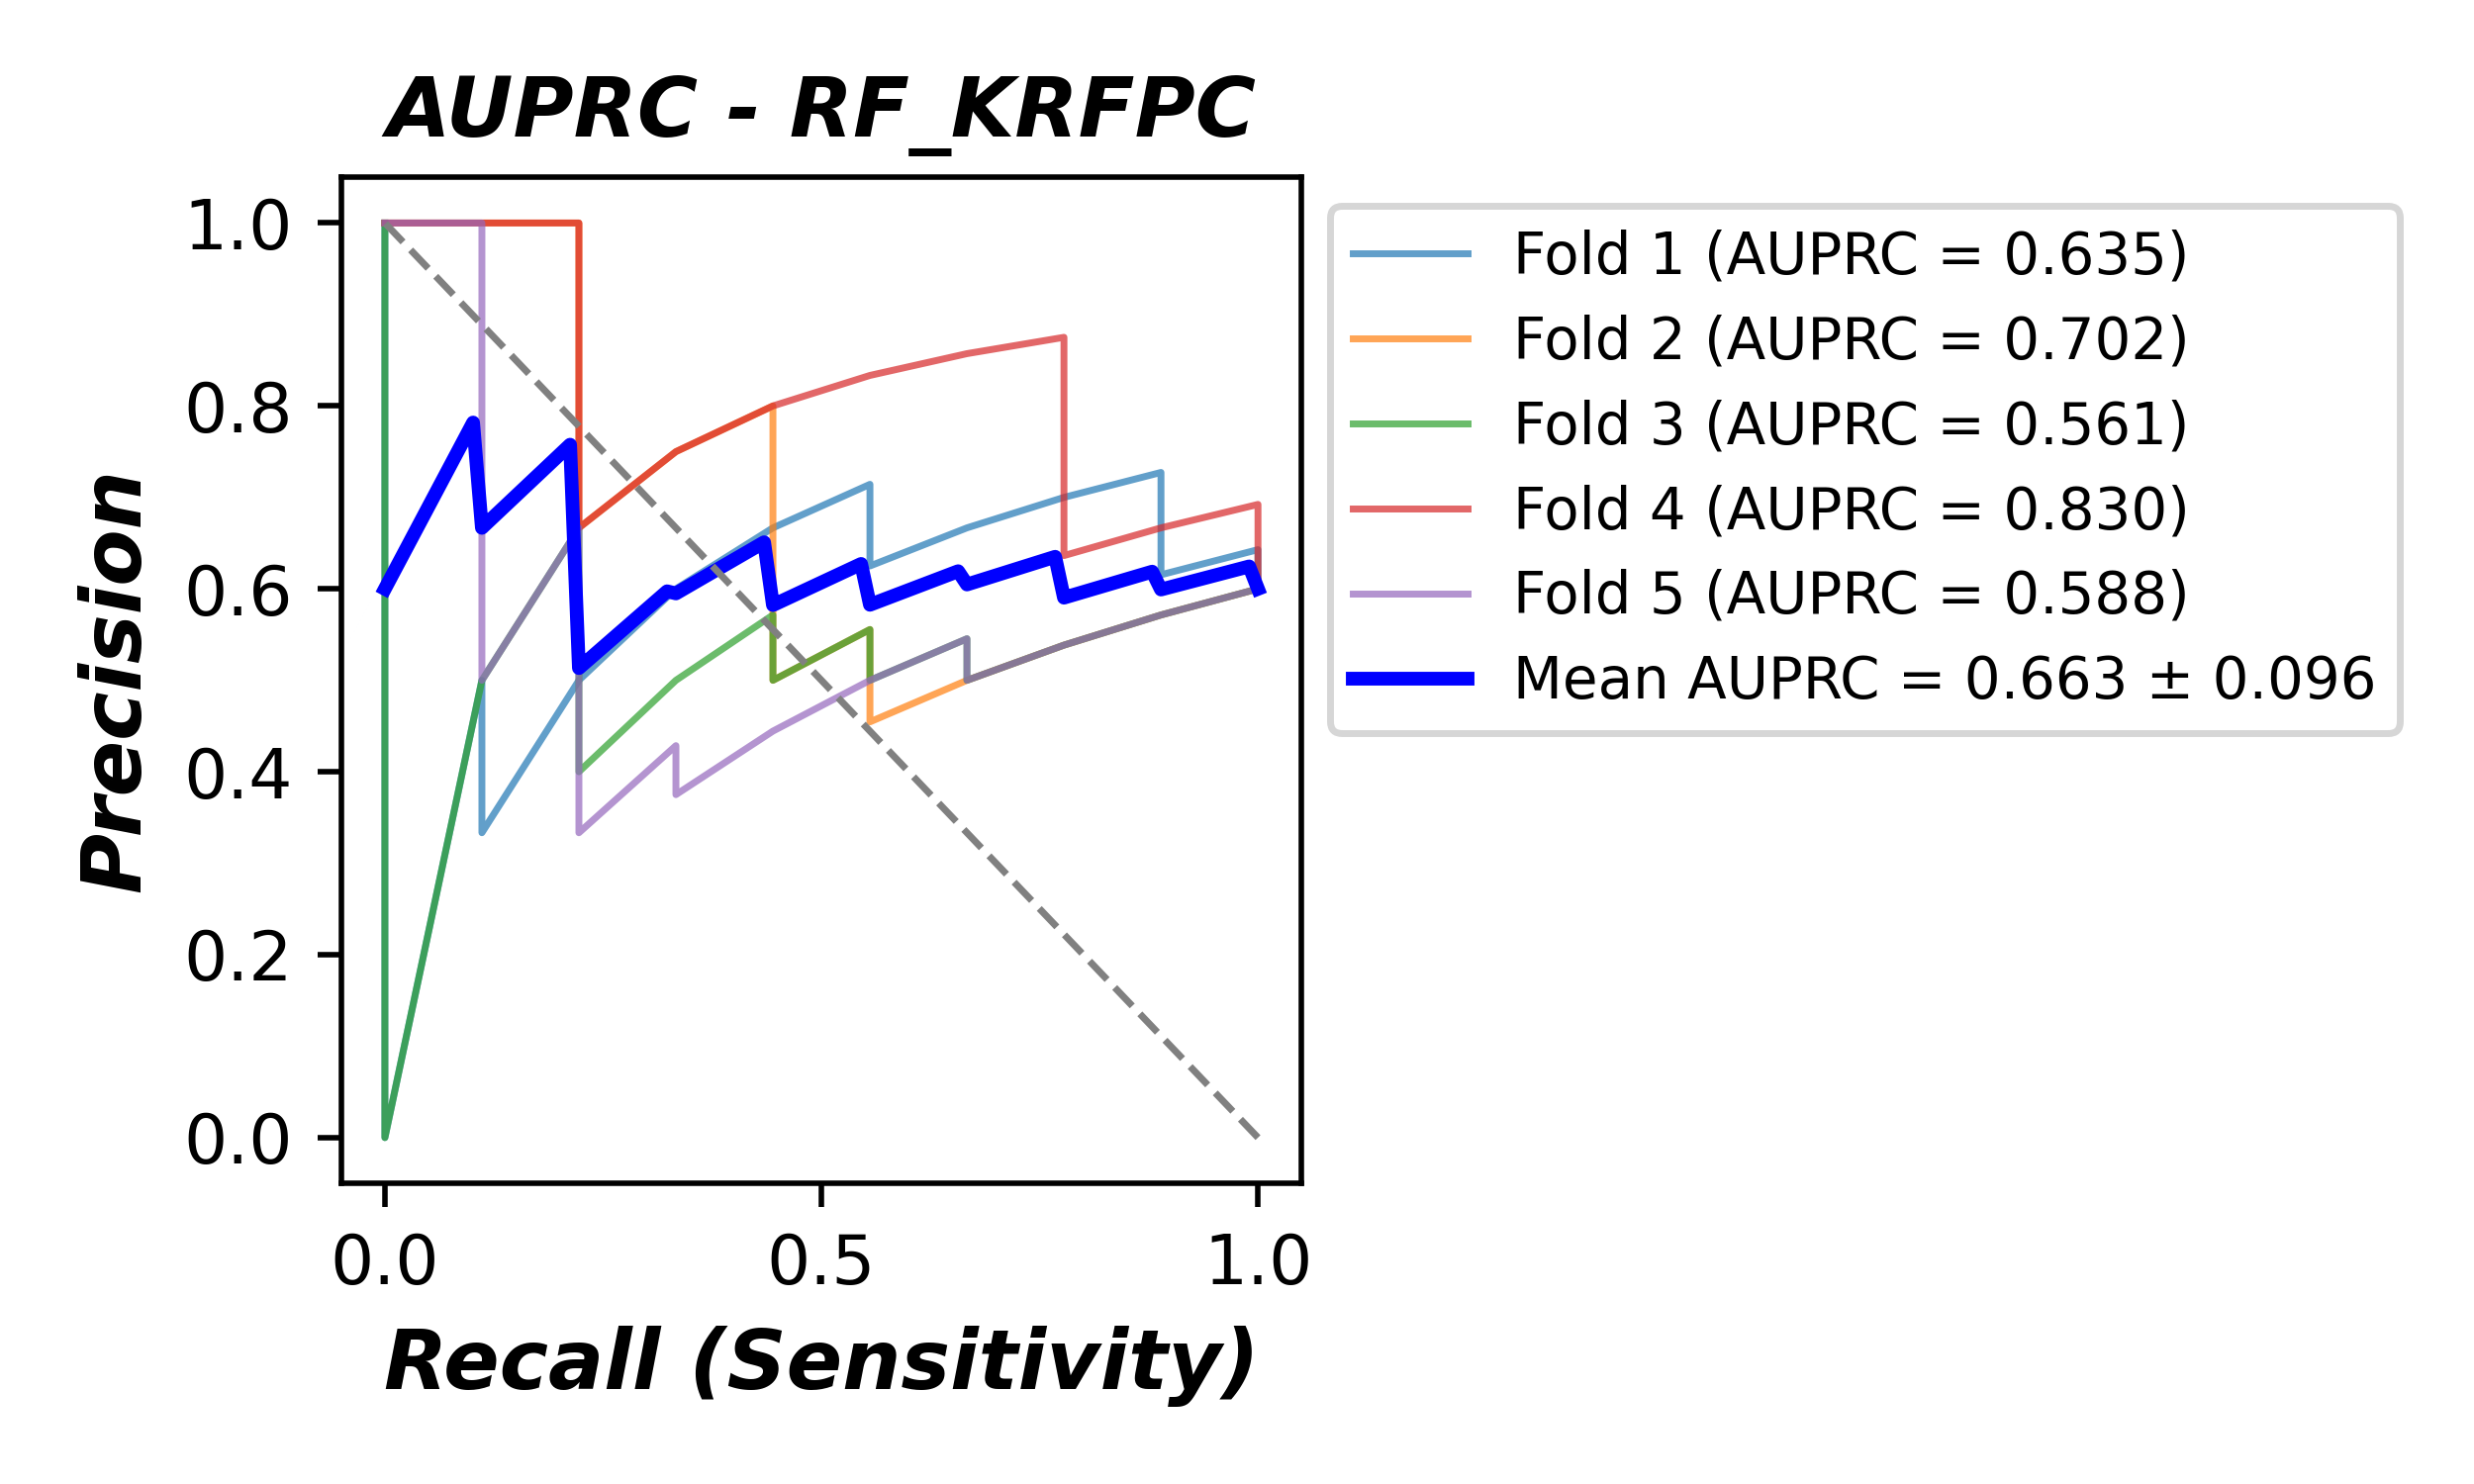 AUPRC - RF_KRFPC
Precision
1.0
0.8
0.6
0.4
0.2
0.0
0.0 0.5 1.0
Recall (Sensitivity)
Fold 1 (AUPRC = 0.635)
Fold 2 (AUPRC = 0.702)
Fold 3 (AUPRC = 0.561)
Fold 4 (AUPRC = 0.830)
Fold 5 (AUPRC = 0.588)
Mean AUPRC = 0.663 ± 0.096